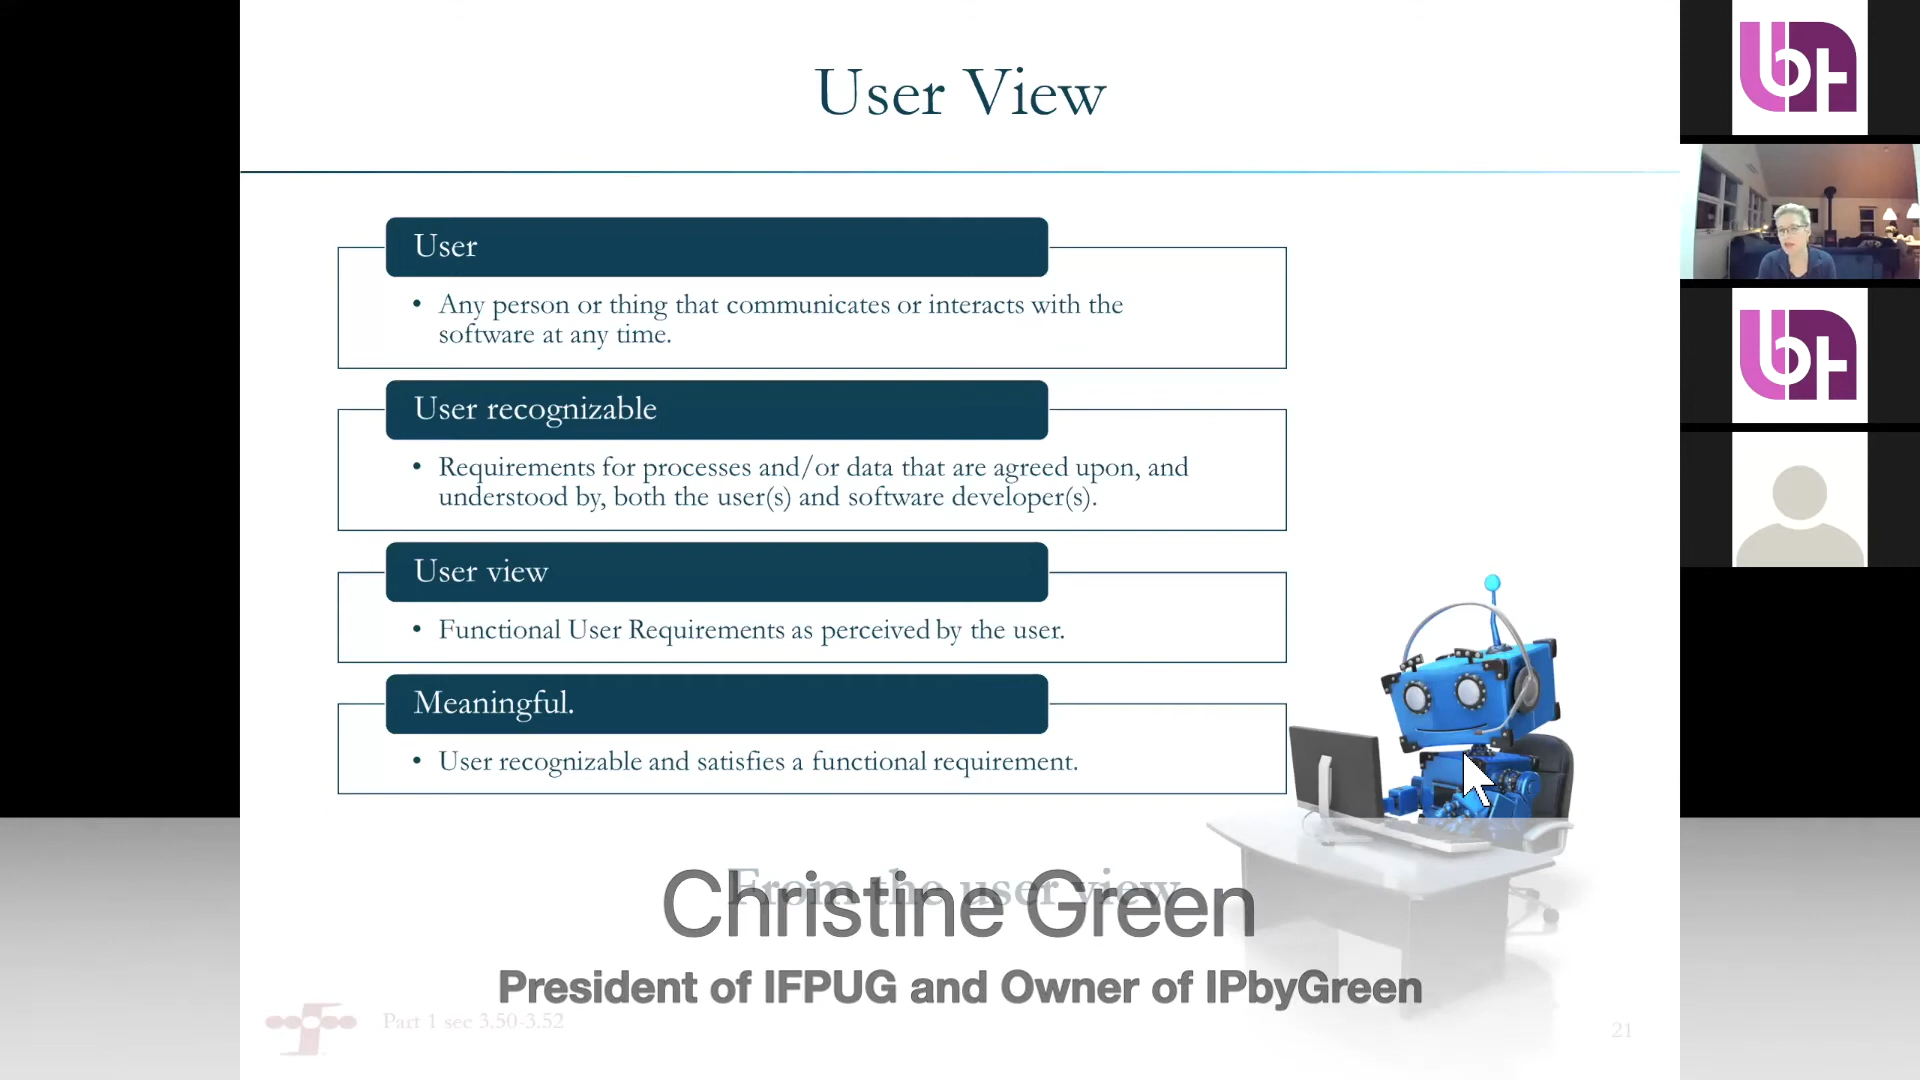 User View
User
• Any person or thing that communicates or interacts with the
software at any time.
User recognizable
• Requirements for processes and/or data that are agreed upon, and
understood by, both the user(s) and software developer(s).
User view
• Functional User Requirements as perceived by the user.
Meaningful.
• User recognizable and satisfies a functional requirement.
From the user view
Christine Green
President of IFPUG and Owner of IPbyGreen
Part 1 sec 3.50-3.52
21